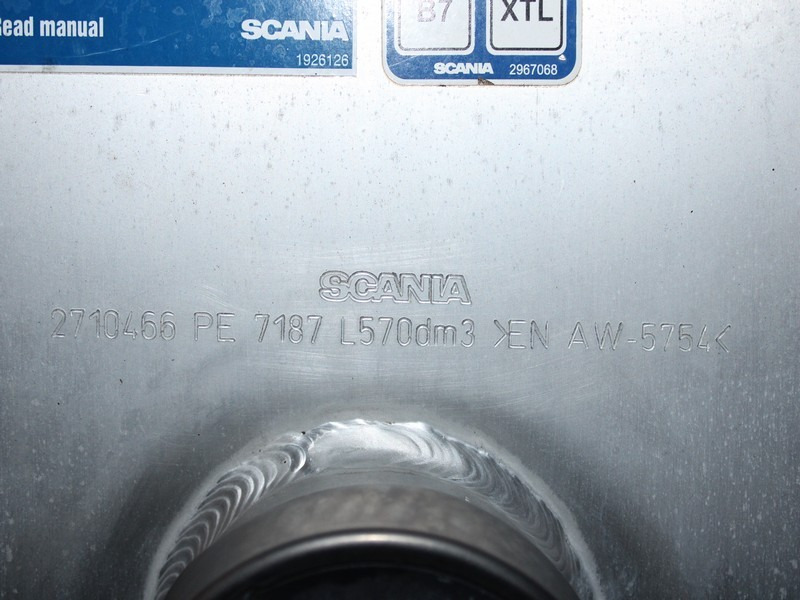 Read manual
SCANIA
1926126
B7
XTL
SCANIA 2967068
SCANIA
2710466 PE 7187 L570dm3 >EN AW-5754<